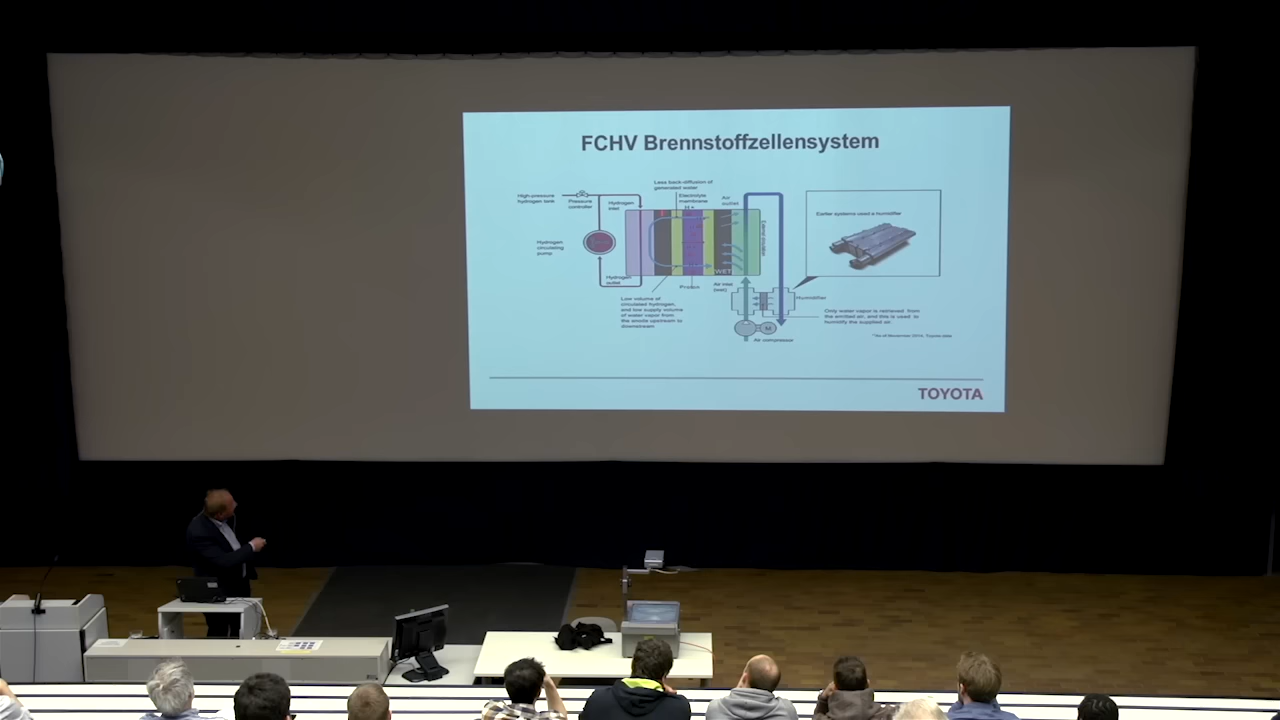 FCHV Brennstoffzellensystem
Less back-diffusion of
generated water
High-pressure
hydrogen tank
Pressure
controller
Hydrogen
inlet
Electrolyte
membrane
H+
Air
outlet
Earlier systems used a humidifier
Hydrogen
circulating
pump
WET
Hydrogen
outlet
Air inlet
Low volume of
circulated hydrogen,
and low supply volume
of water vapor from
the anode upstream to
downstream
Humidifier
Only water vapor is retrieved from
the emitted air, and this is used to
humidify the supplied air.
M
Air compressor
TOYOTA